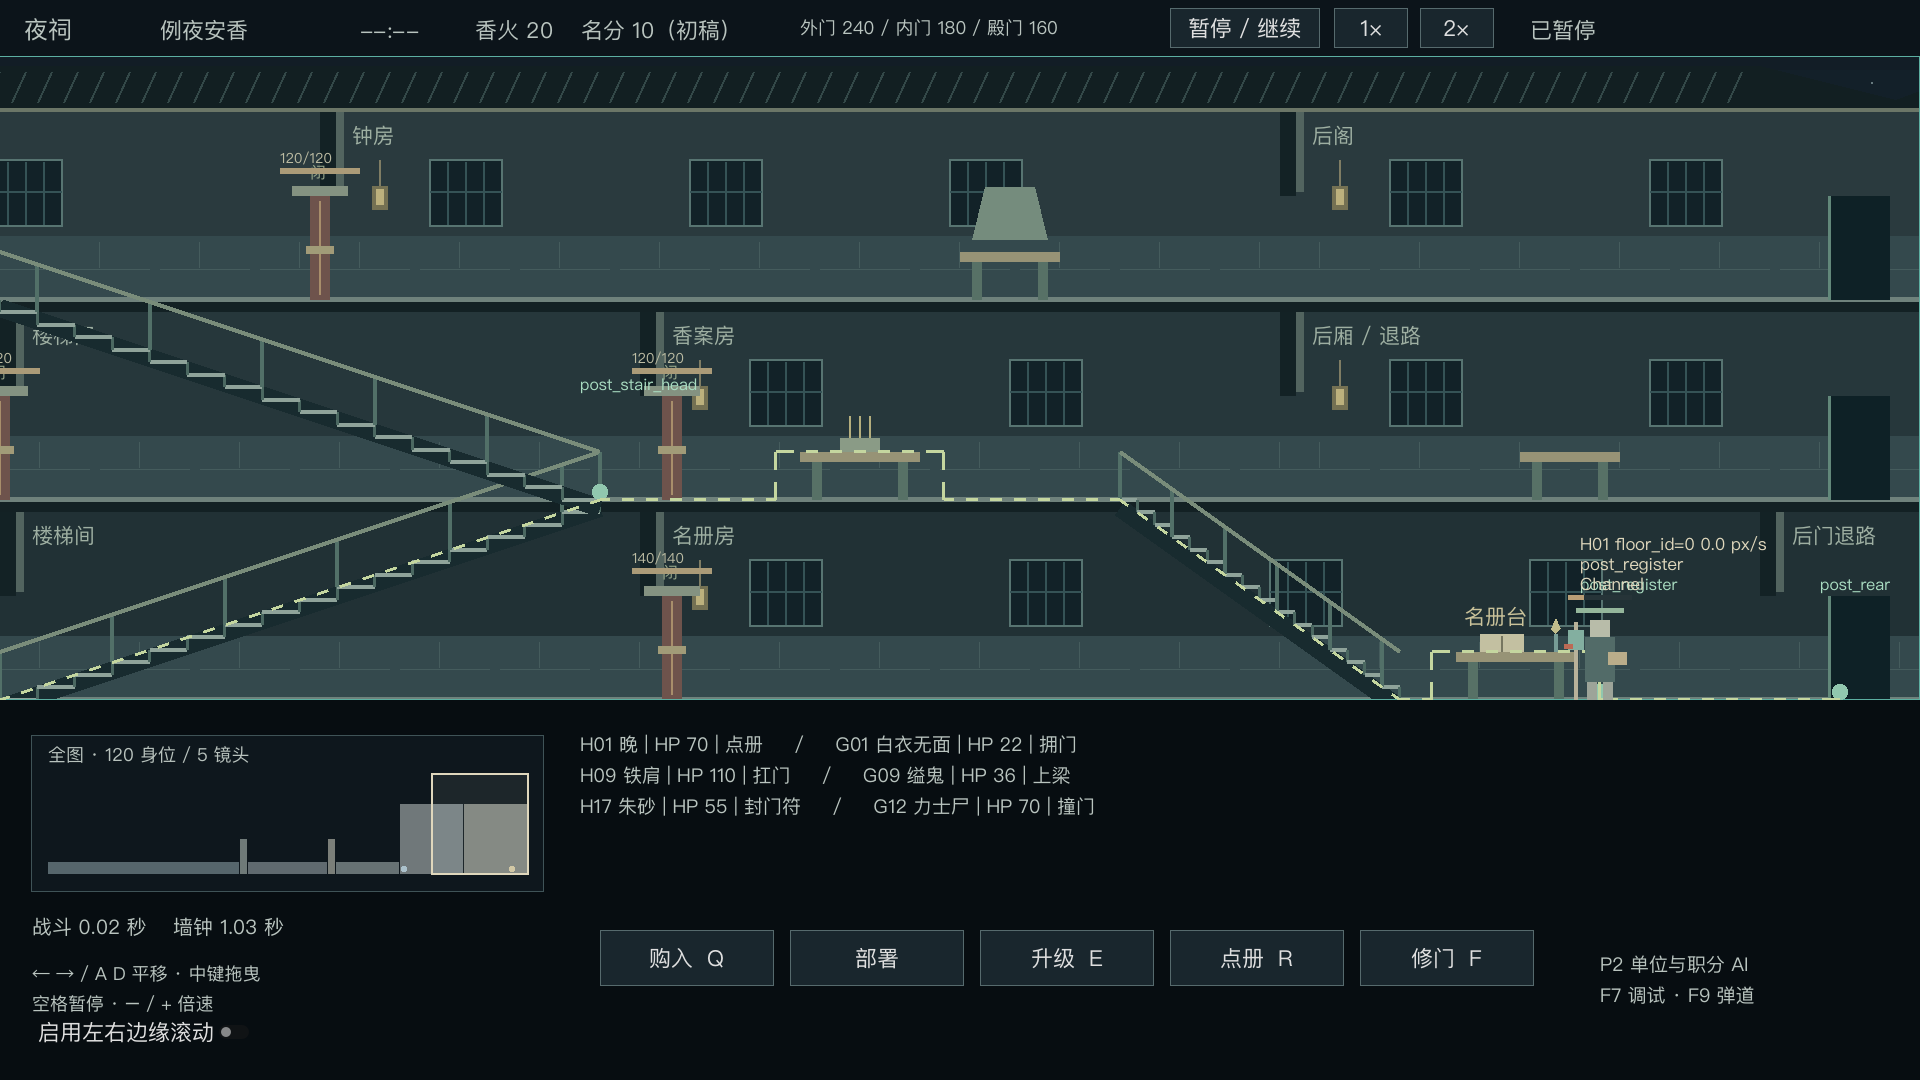 夜祠
例夜安香
--:--
香火 20
名分 10（初稿）
外门 240 / 内门 180 / 殿门 160
暂停 / 继续
1×
2×
已暂停
钟房
120/120
闭
后阁
香案房
120/120
post_stair_head
后厢 / 退路
楼梯间
名册房
140/140
闭
H01 floor_id=0 0.0 px/s
post_register
Channel
post_register
后门退路
post_rear
名册台
全图 · 120 身位 / 5 镜头
H01 晚 | HP 70 | 点册 / G01 白衣无面 | HP 22 | 拥门
H09 铁肩 | HP 110 | 扛门 / G09 缢鬼 | HP 36 | 上梁
H17 朱砂 | HP 55 | 封门符 / G12 力士尸 | HP 70 | 撞门
战斗 0.02 秒 墙钟 1.03 秒
←→ / A D 平移 · 中键拖曳
空格暂停 · － / + 倍速
启用左右边缘滚动
购入 Q
部署
升级 E
点册 R
修门 F
P2 单位与职分 AI
F7 调试 · F9 弹道